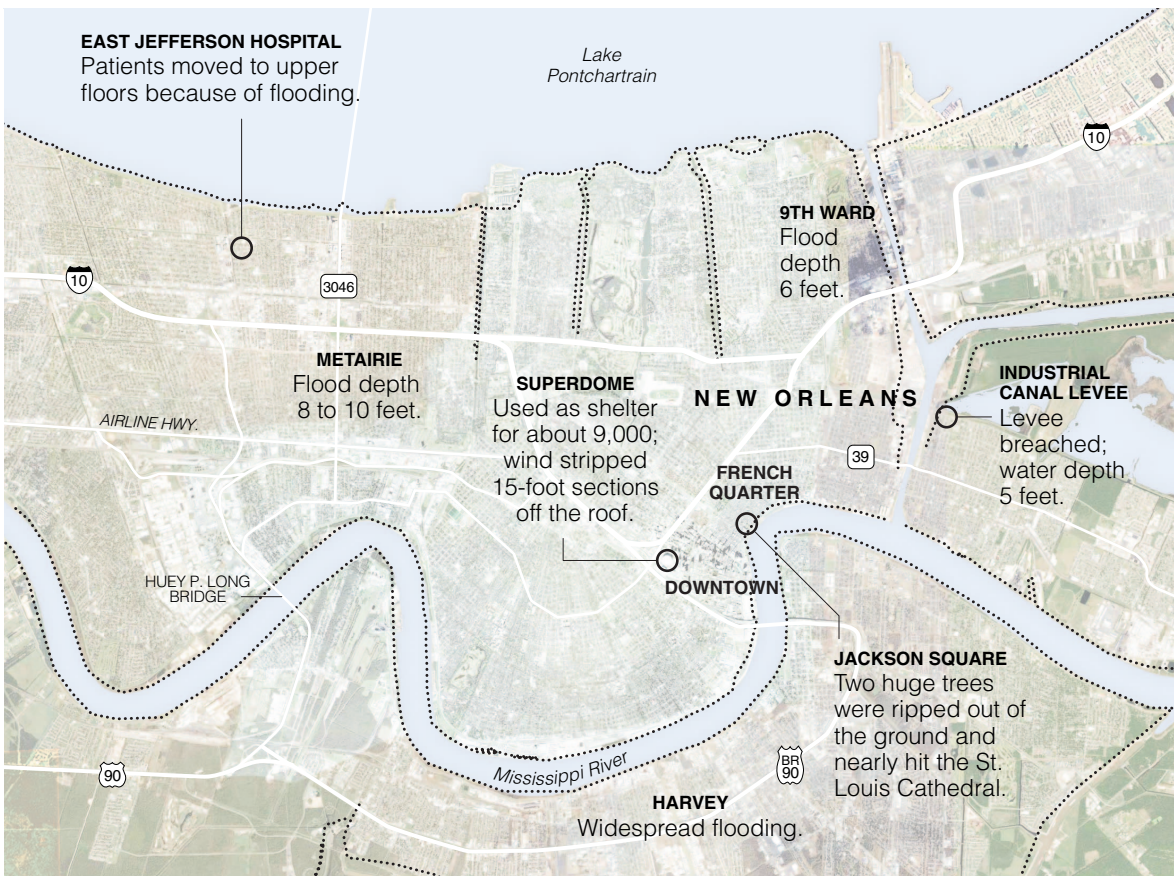 EAST JEFFERSON HOSPITAL
Patients moved to upper
floors because of flooding.
Lake
Pontchartrain
10
9TH WARD
Flood
depth
6 feet.
10
3046
METAIRIE
Flood depth
8 to 10 feet.
SUPERDOME
Used as shelter
for about 9,000;
wind stripped
15-foot sections
off the roof.
NEW ORLEANS
INDUSTRIAL
CANAL LEVEE
Levee
breached;
water depth
5 feet.
AIRLINE HWY.
39
FRENCH
QUARTER
HUEY P. LONG
BRIDGE
DOWNTOWN
JACKSON SQUARE
Two huge trees
were ripped out of
the ground and
nearly hit the St.
Louis Cathedral.
90
Mississippi River
BR
90
HARVEY
Widespread flooding.